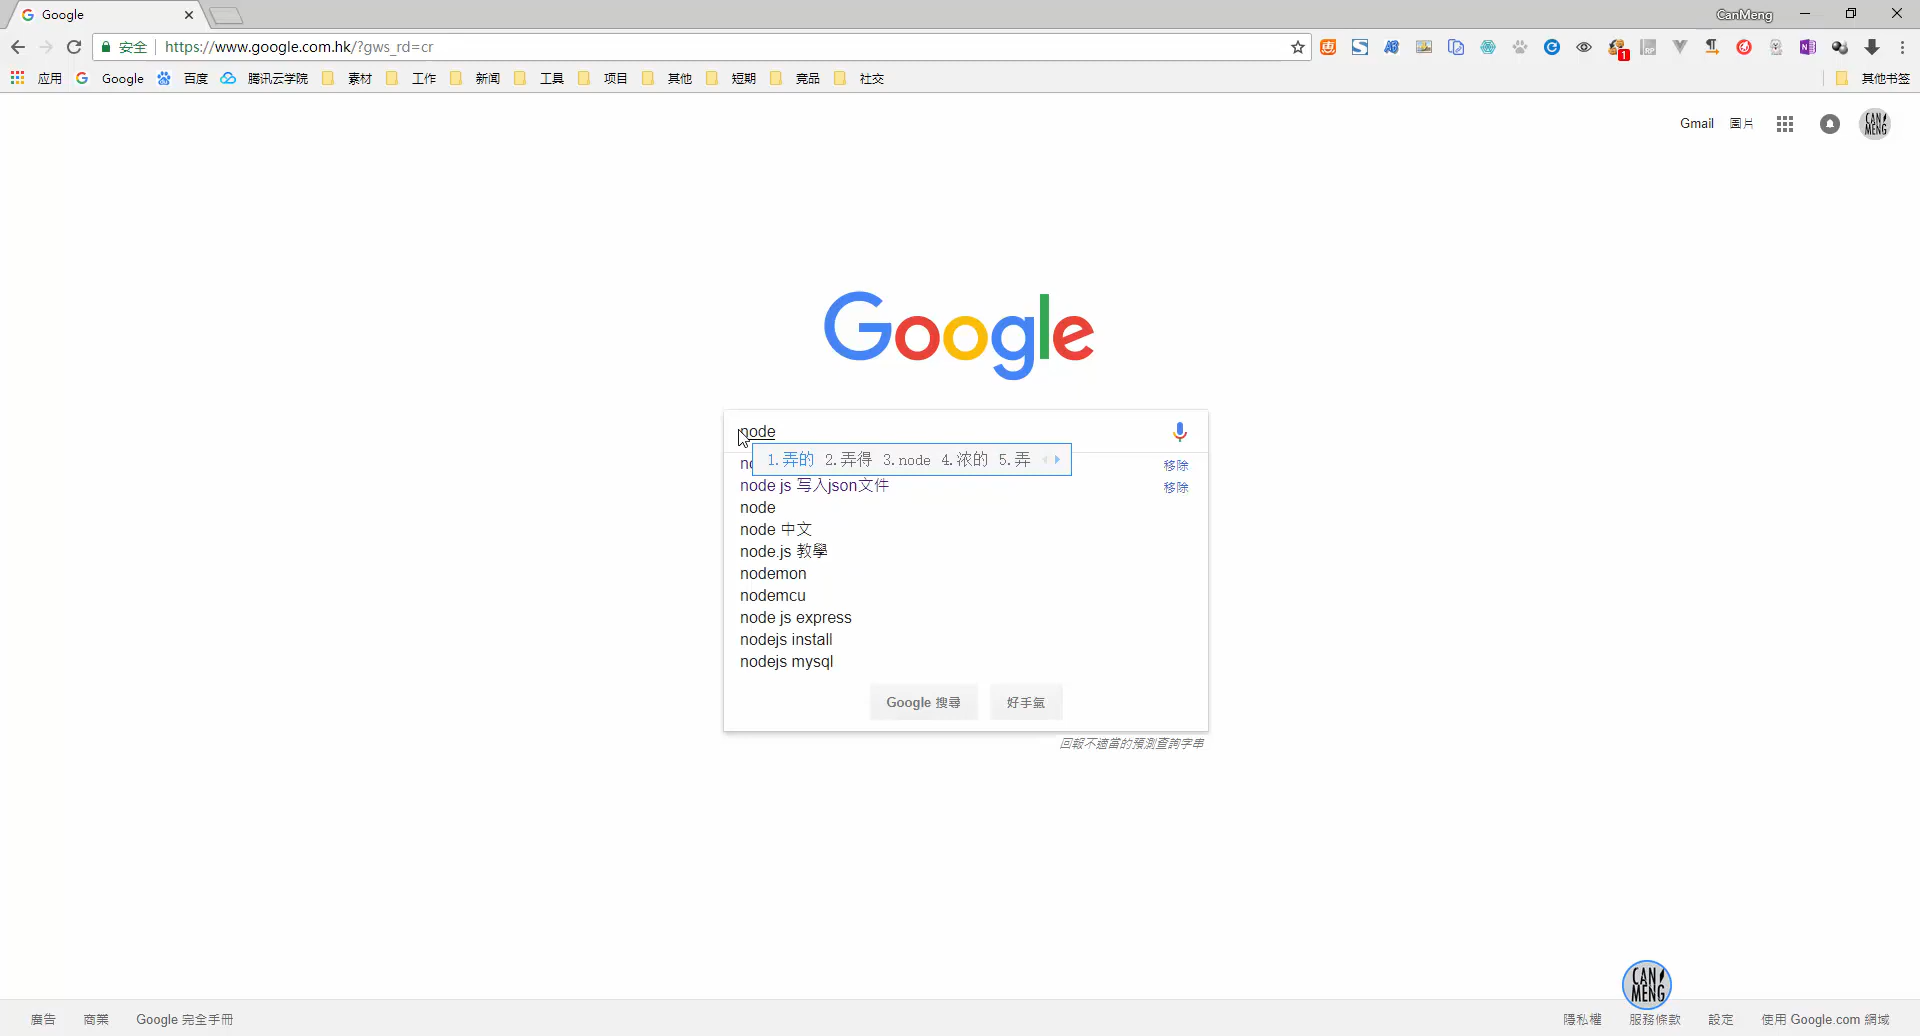 Google
CanMeng
安全 https://www.google.com.hk/?gws_rd=cr
应用 Google 百度 腾讯云学院 素材 工作 新闻 工具 项目 其他 短期 竞品 社交 其他书签
Gmail 圖片
CAN MENG
Google
node
1.弄的 2.弄得 3.node 4.浓的 5.弄
移除
node js 写入json文件 移除
node
node 中文
node.js 教學
nodemon
nodemcu
node js express
nodejs install
nodejs mysql
Google 搜尋 好手氣
回報不適當的預測查詢字串
CAN MENG
廣告 商業 Google 完全手冊 隱私權 服務條款 設定 使用 Google.com 網域